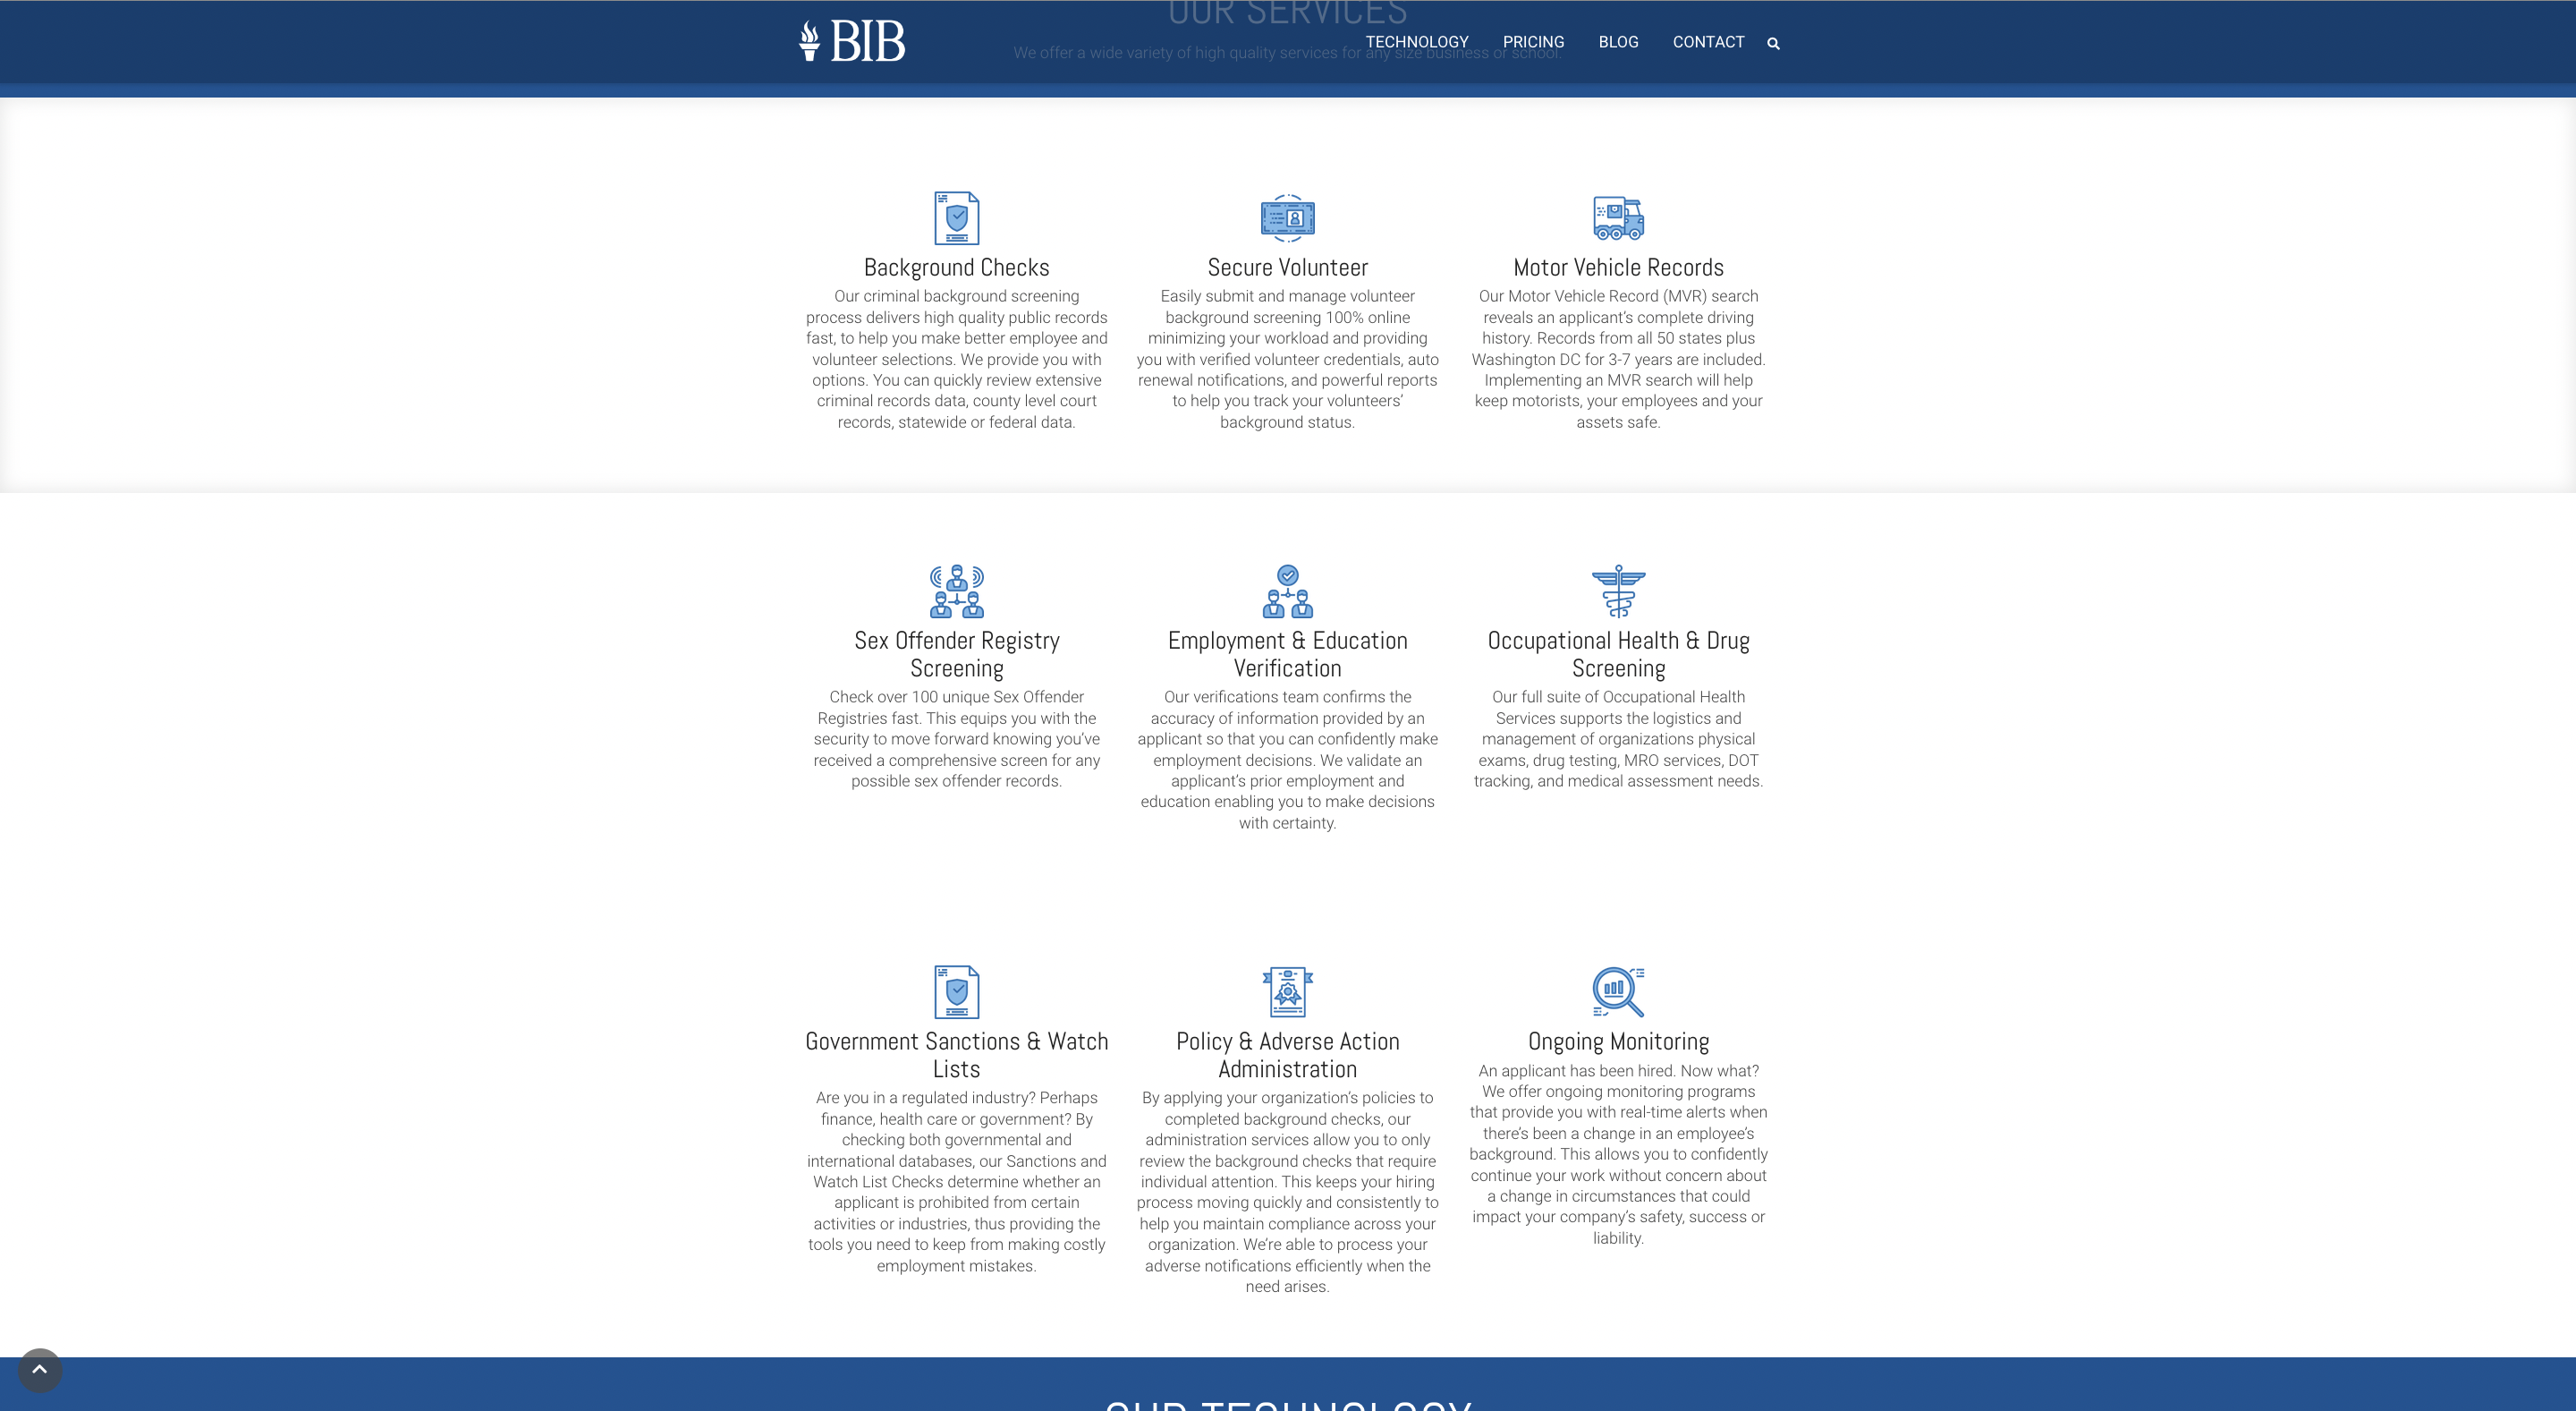 OUR SERVICES
BIB
TECHNOLOGY PRICING BLOG CONTACT
We offer a wide variety of high quality services for any size business or school.
Background Checks
Our criminal background screening
process delivers high quality public records
fast, to help you make better employee and
volunteer selections. We provide you with
options. You can quickly review extensive
criminal records data, county level court
records, statewide or federal data.
Secure Volunteer
Easily submit and manage volunteer
background screening 100% online
minimizing your workload and providing
you with verified volunteer credentials, auto
renewal notifications, and powerful reports
to help you track your volunteers’
background status.
Motor Vehicle Records
Our Motor Vehicle Record (MVR) search
reveals an applicant’s complete driving
history. Records from all 50 states plus
Washington DC for 3-7 years are included.
Implementing an MVR search will help
keep motorists, your employees and your
assets safe.
Sex Offender Registry
Screening
Check over 100 unique Sex Offender
Registries fast. This equips you with the
security to move forward knowing you’ve
received a comprehensive screen for any
possible sex offender records.
Employment & Education
Verification
Our verifications team confirms the
accuracy of information provided by an
applicant so that you can confidently make
employment decisions. We validate an
applicant’s prior employment and
education enabling you to make decisions
with certainty.
Occupational Health & Drug
Screening
Our full suite of Occupational Health
Services supports the logistics and
management of organizations physical
exams, drug testing, MRO services, DOT
tracking, and medical assessment needs.
Government Sanctions & Watch
Lists
Are you in a regulated industry? Perhaps
finance, health care or government? By
checking both governmental and
international databases, our Sanctions and
Watch List Checks determine whether an
applicant is prohibited from certain
activities or industries, thus providing the
tools you need to keep from making costly
employment mistakes.
Policy & Adverse Action
Administration
By applying your organization’s policies to
completed background checks, our
administration services allow you to only
review the background checks that require
individual attention. This keeps your hiring
process moving quickly and consistently to
help you maintain compliance across your
organization. We’re able to process your
adverse notifications efficiently when the
need arises.
Ongoing Monitoring
An applicant has been hired. Now what?
We offer ongoing monitoring programs
that provide you with real-time alerts when
there’s been a change in an employee’s
background. This allows you to confidently
continue your work without concern about
a change in circumstances that could
impact your company’s safety, success or
liability.
OUR TECHNOLOGY